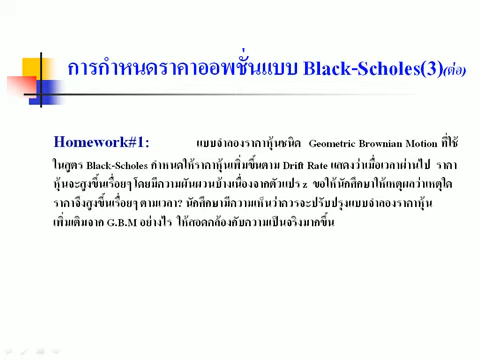 การกำหนดราคาออพชั่นแบบ Black-Scholes(3)(ต่อ)
Homework#1: แบบจำลองราคาหุ้นชนิด Geometric Brownian Motion ที่ใช้
ในสูตร Black-Scholes กำหนดให้ราคาหุ้นเพิ่มขึ้นตาม Drift Rate แสดงว่าเมื่อเวลาผ่านไป ราคา
หุ้นจะสูงขึ้นเรื่อยๆ โดยมีความผันผวนบ้างเนื่องจากตัวแปร z ขอให้นักศึกษาให้เหตุผลว่าเหตุใด
ราคาจึงสูงขึ้นเรื่อยๆ ตามเวลา? นักศึกษามีความเห็นว่าควรจะปรับปรุงแบบจำลองราคาหุ้น
เพิ่มเติมจาก G.B.M อย่างไร ให้สอดคล้องกับความเป็นจริงมากขึ้น